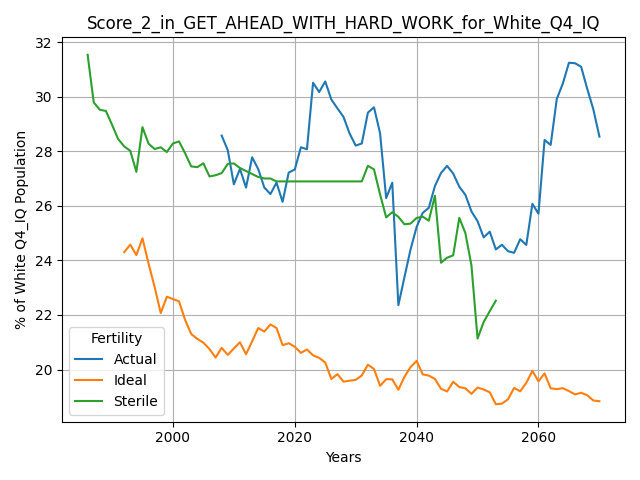 Score_2_in_GET_AHEAD_WITH_HARD_WORK_for_White_Q4_IQ
% of White Q4_IQ Population
32
30
28
26
24
22
20
Fertility
Actual
Ideal
Sterile
2000
2020
2040
2060
Years